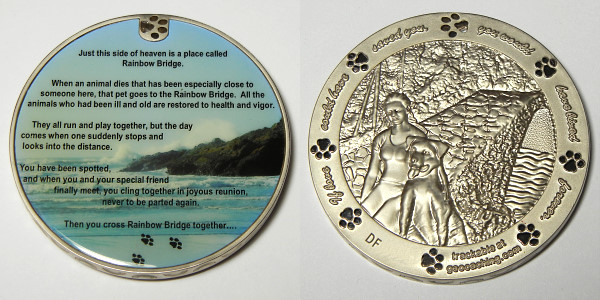 Just this side of heaven is a place called
Rainbow Bridge.
When an animal dies that has been especially close to
someone here, that pet goes to the Rainbow Bridge. All the
animals who had been ill and old are restored to health and vigor.
They all run and play together, but the day
comes when one suddenly stops and
looks into the distance.
You have been spotted,
and when you and your special friend
finally meet, you cling together in joyous reunion,
never to be parted again.
Then you cross Rainbow Bridge together....
If love could have saved you, you would have lived forever.
DF
trackable at
geocaching.com